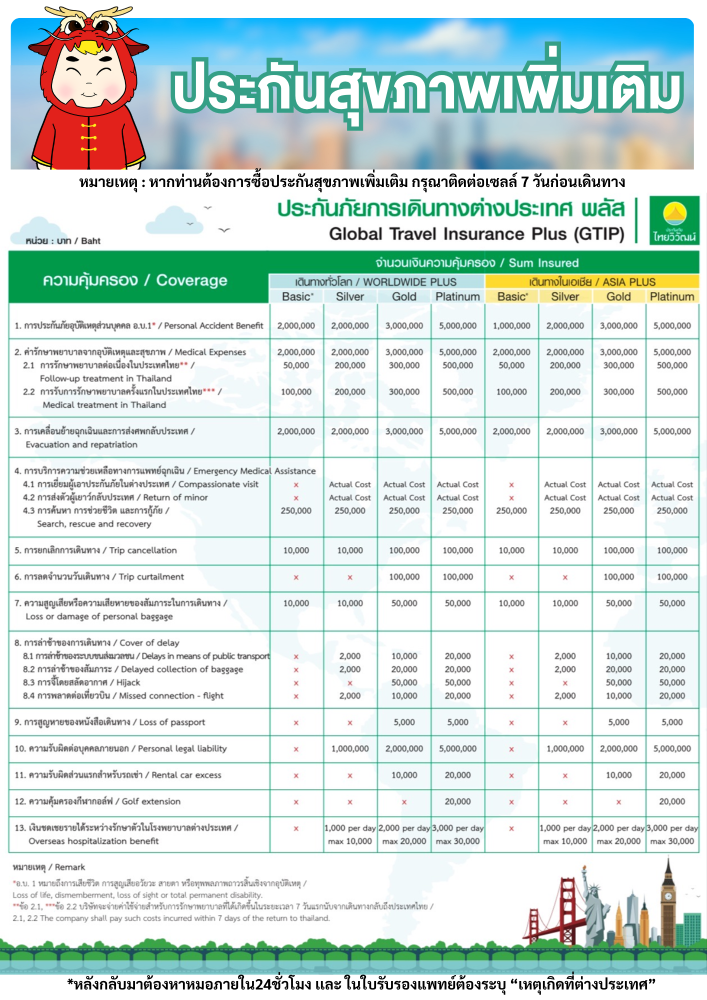 ประกันสุขภาพเพิ่มเติม
หมายเหตุ : หากท่านต้องการซื้อประกันสุขภาพเพิ่มเติม กรุณาติดต่อเซลล์ 7 วันก่อนเดินทาง
ประกันภัยการเดินทางต่างประเทศ พลัส
Global Travel Insurance Plus (GTIP)
ประกันภัย
ไทยวิวัฒน์
หน่วย : บาท / Baht
ความคุ้มครอง / Coverage
จำนวนเงินความคุ้มครอง / Sum Insured
เดินทางทั่วโลก / WORLDWIDE PLUS เดินทางในเอเชีย / ASIA PLUS
Basic* Silver Gold Platinum Basic* Silver Gold Platinum
1. การประกันภัยอุบัติเหตุส่วนบุคคล อ.บ.1* / Personal Accident Benefit 2,000,000 2,000,000 3,000,000 5,000,000 1,000,000 2,000,000 3,000,000 5,000,000
2. ค่ารักษาพยาบาลจากอุบัติเหตุและสุขภาพ / Medical Expenses 2,000,000 2,000,000 3,000,000 5,000,000 2,000,000 2,000,000 3,000,000 5,000,000
2.1 การรักษาพยาบาลต่อเนื่องในประเทศไทย** / 50,000 200,000 300,000 500,000 50,000 200,000 300,000 500,000
Follow-up treatment in Thailand
2.2 การรับการรักษาพยาบาลครั้งแรกในประเทศไทย*** / 100,000 200,000 300,000 500,000 100,000 200,000 300,000 500,000
Medical treatment in Thailand
3. การเคลื่อนย้ายฉุกเฉินและการส่งศพกลับประเทศ / 2,000,000 2,000,000 3,000,000 5,000,000 2,000,000 2,000,000 3,000,000 5,000,000
Evacuation and repatriation
4. การบริการความช่วยเหลือทางการแพทย์ฉุกเฉิน / Emergency Medical Assistance
4.1 การเยี่ยมผู้เอาประกันภัยในต่างประเทศ / Compassionate visit x Actual Cost Actual Cost Actual Cost x Actual Cost Actual Cost Actual Cost
4.2 การส่งตัวผู้เยาว์กลับประเทศ / Return of minor x Actual Cost Actual Cost Actual Cost x Actual Cost Actual Cost Actual Cost
4.3 การค้นหา การช่วยชีวิต และการกู้ภัย / 250,000 250,000 250,000 250,000 250,000 250,000 250,000 250,000
Search, rescue and recovery
5. การยกเลิกการเดินทาง / Trip cancellation 10,000 10,000 100,000 100,000 10,000 10,000 100,000 100,000
6. การลดจำนวนวันเดินทาง / Trip curtailment x x 100,000 100,000 x x 100,000 100,000
7. ความสูญเสียหรือความเสียหายของสัมภาระในการเดินทาง / 10,000 10,000 50,000 50,000 10,000 10,000 50,000 50,000
Loss or damage of personal baggage
8. การล่าช้าของการเดินทาง / Cover of delay
8.1 การล่าช้าของระบบขนส่งมวลชน / Delays in means of public transport x 2,000 10,000 20,000 x 2,000 10,000 20,000
8.2 การล่าช้าของสัมภาระ / Delayed collection of baggage x 2,000 20,000 20,000 x 2,000 20,000 20,000
8.3 การจี้โดยสลัดอากาศ / Hijack x x 50,000 50,000 x x 50,000 50,000
8.4 การพลาดต่อเที่ยวบิน / Missed connection - flight x 2,000 10,000 20,000 x 2,000 10,000 20,000
9. การสูญหายของหนังสือเดินทาง / Loss of passport x x 5,000 5,000 x x 5,000 5,000
10. ความรับผิดต่อบุคคลภายนอก / Personal legal liability x 1,000,000 2,000,000 5,000,000 x 1,000,000 2,000,000 5,000,000
11. ความรับผิดส่วนแรกสำหรับรถเช่า / Rental car excess x x 10,000 20,000 x x 10,000 20,000
12. ความคุ้มครองกีฬากอล์ฟ / Golf extension x x x 20,000 x x x 20,000
13. เงินชดเชยรายได้ระหว่างรักษาตัวในโรงพยาบาลต่างประเทศ / x 1,000 per day 2,000 per day 3,000 per day x 1,000 per day 2,000 per day 3,000 per day
Overseas hospitalization benefit max 10,000 max 20,000 max 30,000 max 10,000 max 20,000 max 30,000
หมายเหตุ / Remark
*อ.บ. 1 หมายถึงการเสียชีวิต การสูญเสียอวัยวะ สายตา หรือทุพพลภาพถาวรสิ้นเชิงจากอุบัติเหตุ /
Loss of life, dismemberment, loss of sight or total permanent disability.
**ข้อ 2.1, ***ข้อ 2.2 บริษัทจะจ่ายค่าใช้จ่ายสำหรับการรักษาพยาบาลที่ได้เกิดขึ้นในระยะเวลา 7 วันแรกนับจากเดินทางกลับถึงประเทศไทย /
2.1, 2.2 The company shall pay such costs incurred within 7 days of the return to thailand.
*หลังกลับมาต้องหาหมอภายใน24ชั่วโมง และ ในใบรับรองแพทย์ต้องระบุ “เหตุเกิดที่ต่างประเทศ”